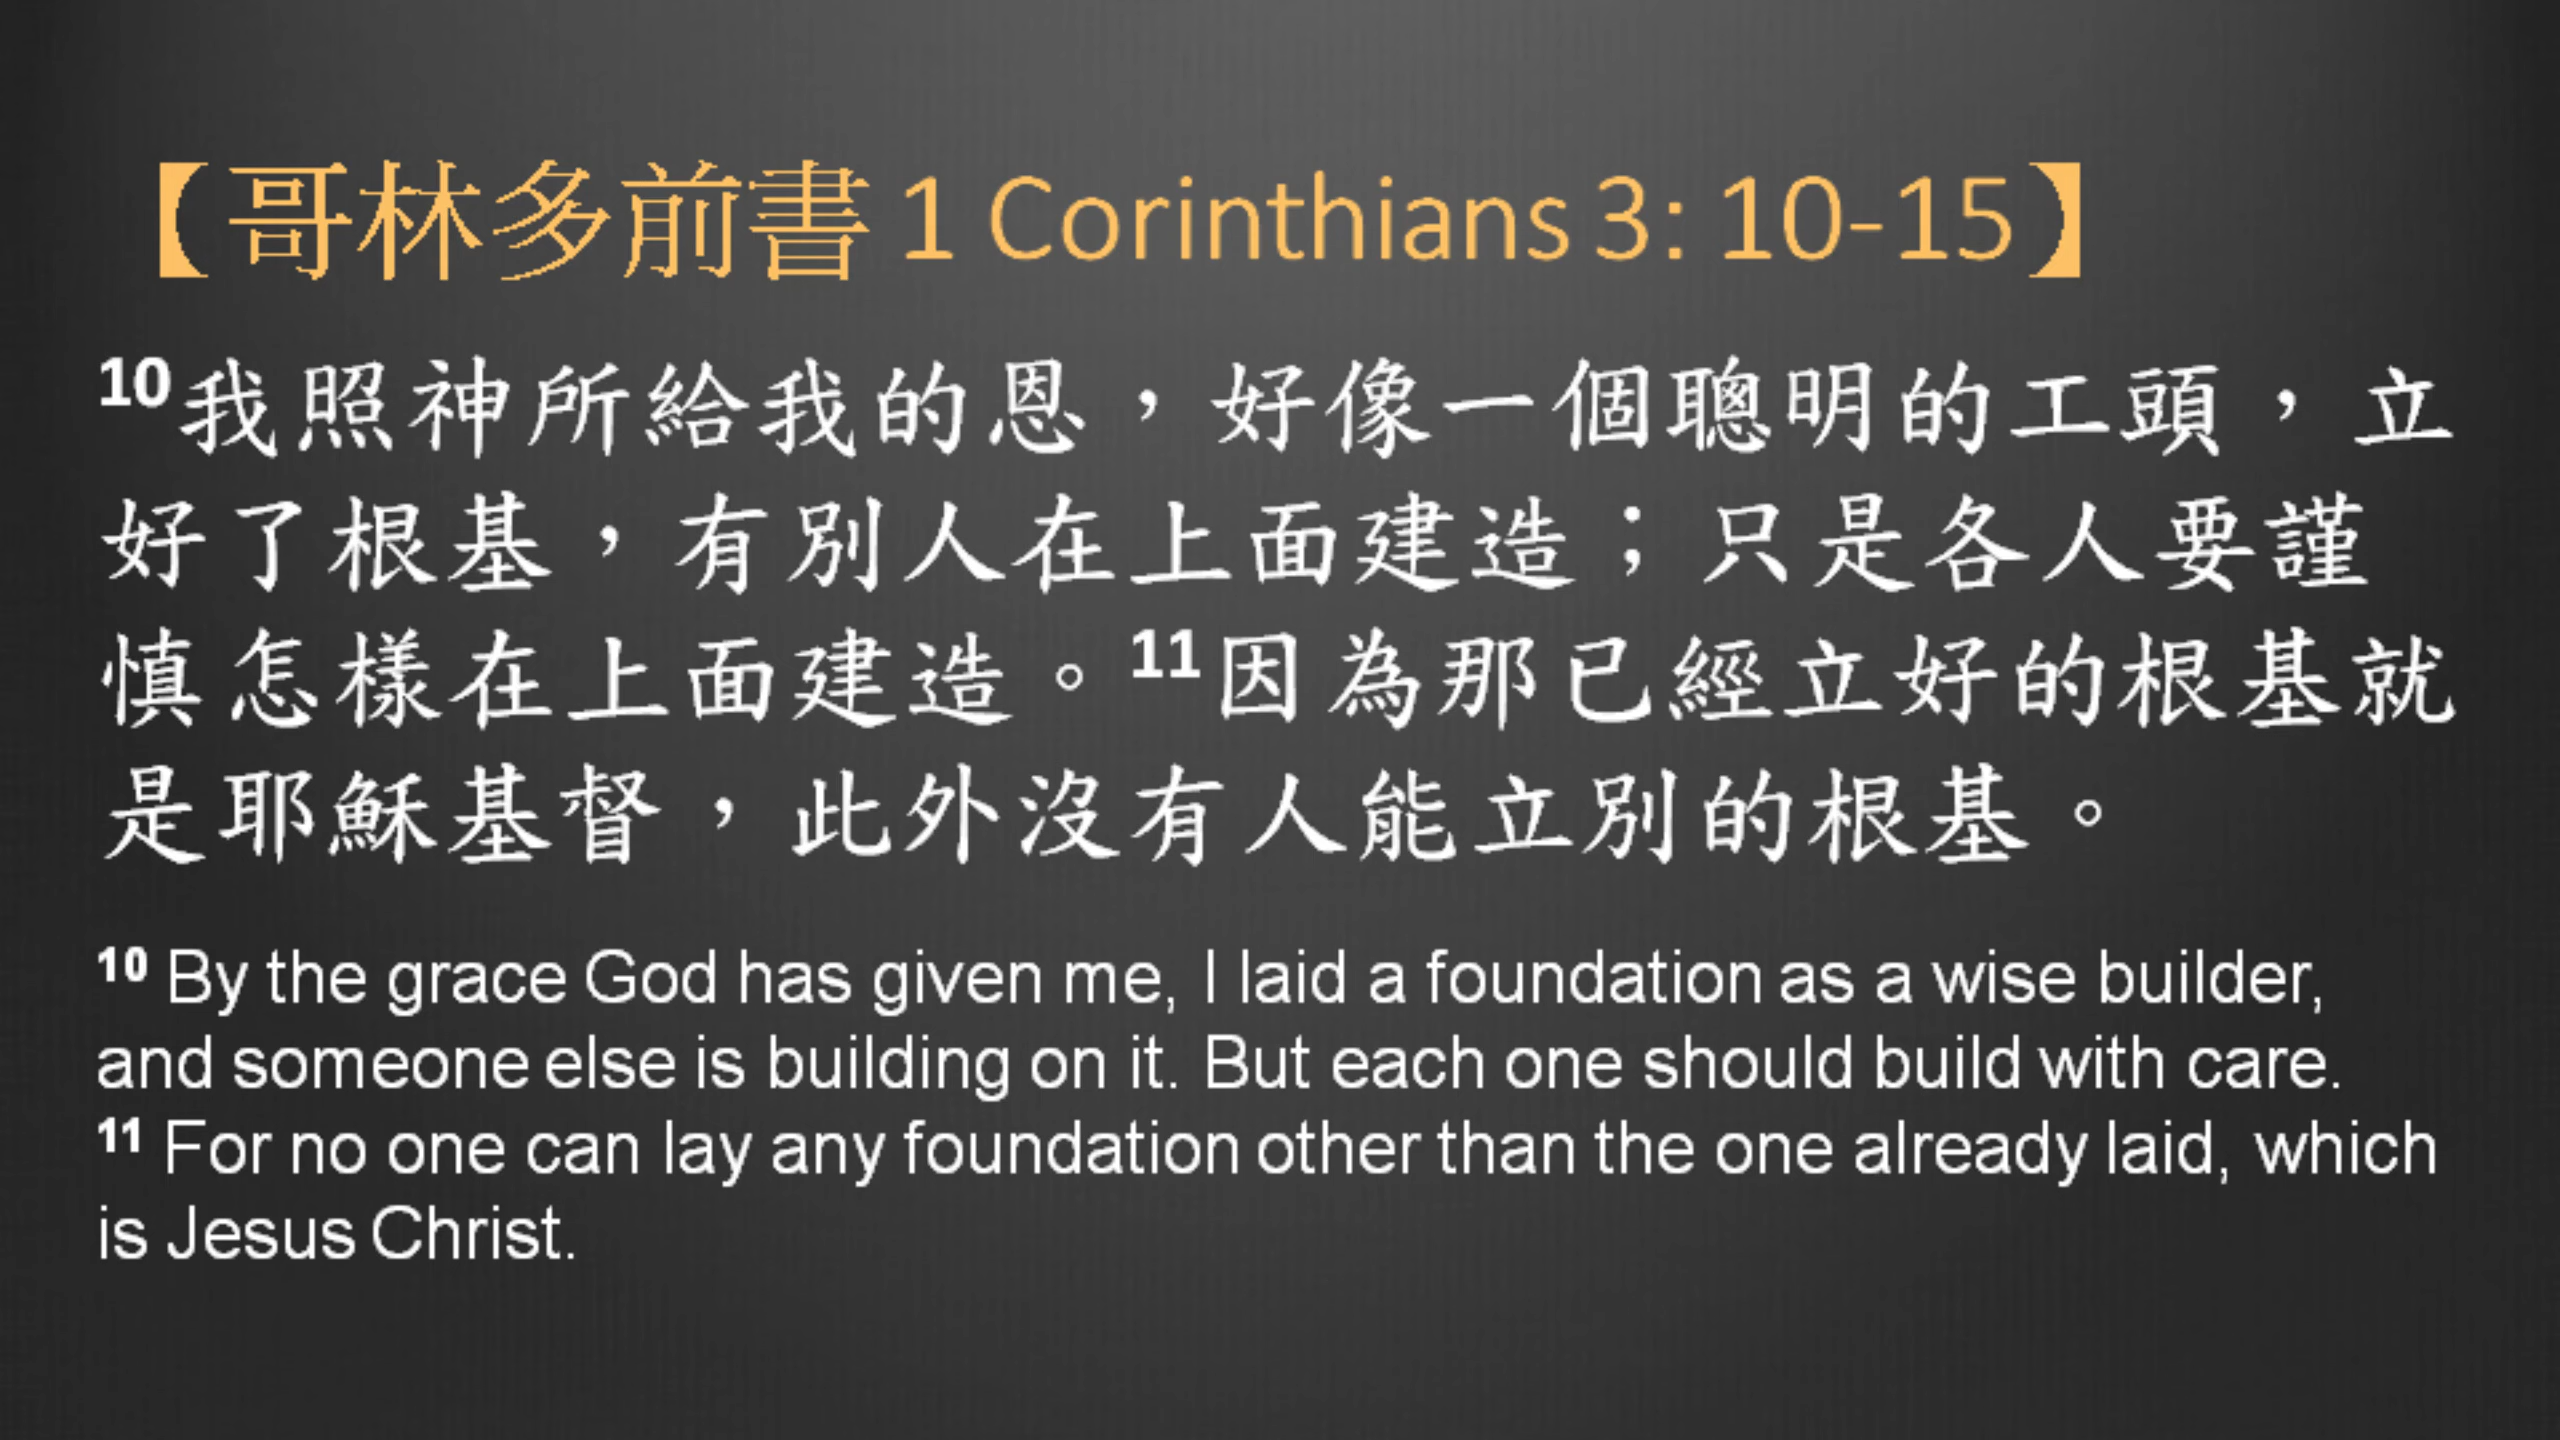 【哥林多前書 1 Corinthians 3: 10-15】
10我照神所給我的恩，好像一個聰明的工頭，立
好了根基，有別人在上面建造；只是各人要謹
慎怎樣在上面建造。11因為那已經立好的根基就
是耶穌基督，此外沒有人能立別的根基。
10 By the grace God has given me, I laid a foundation as a wise builder,
and someone else is building on it. But each one should build with care.
11 For no one can lay any foundation other than the one already laid, which
is Jesus Christ.